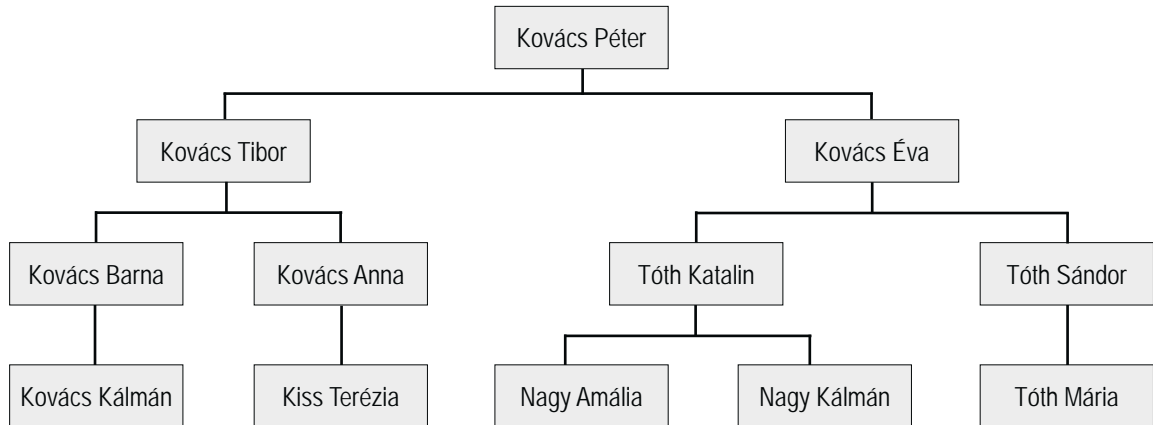 Kovács Péter
Kovács Tibor
Kovács Éva
Kovács Barna
Kovács Anna
Tóth Katalin
Tóth Sándor
Kovács Kálmán
Kiss Terézia
Nagy Amália
Nagy Kálmán
Tóth Mária